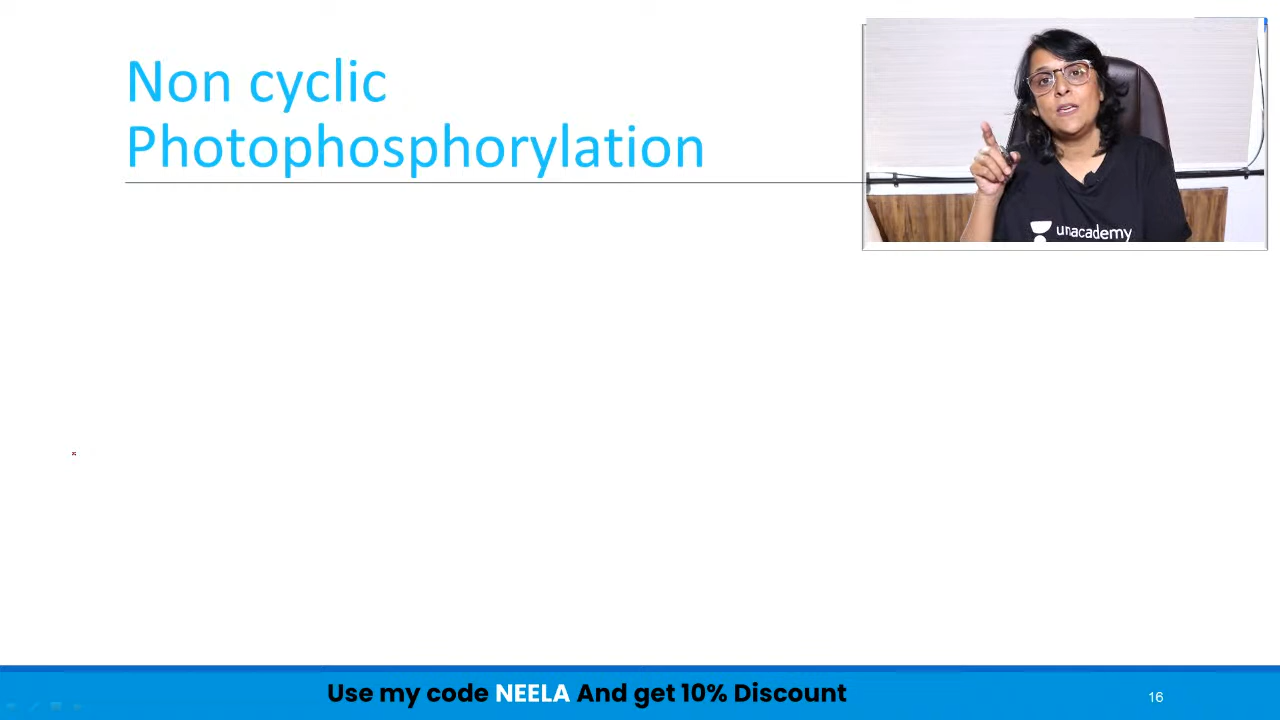 Non cyclic
Photophosphorylation
unacademy
Use my code NEELA And get 10% Discount
16